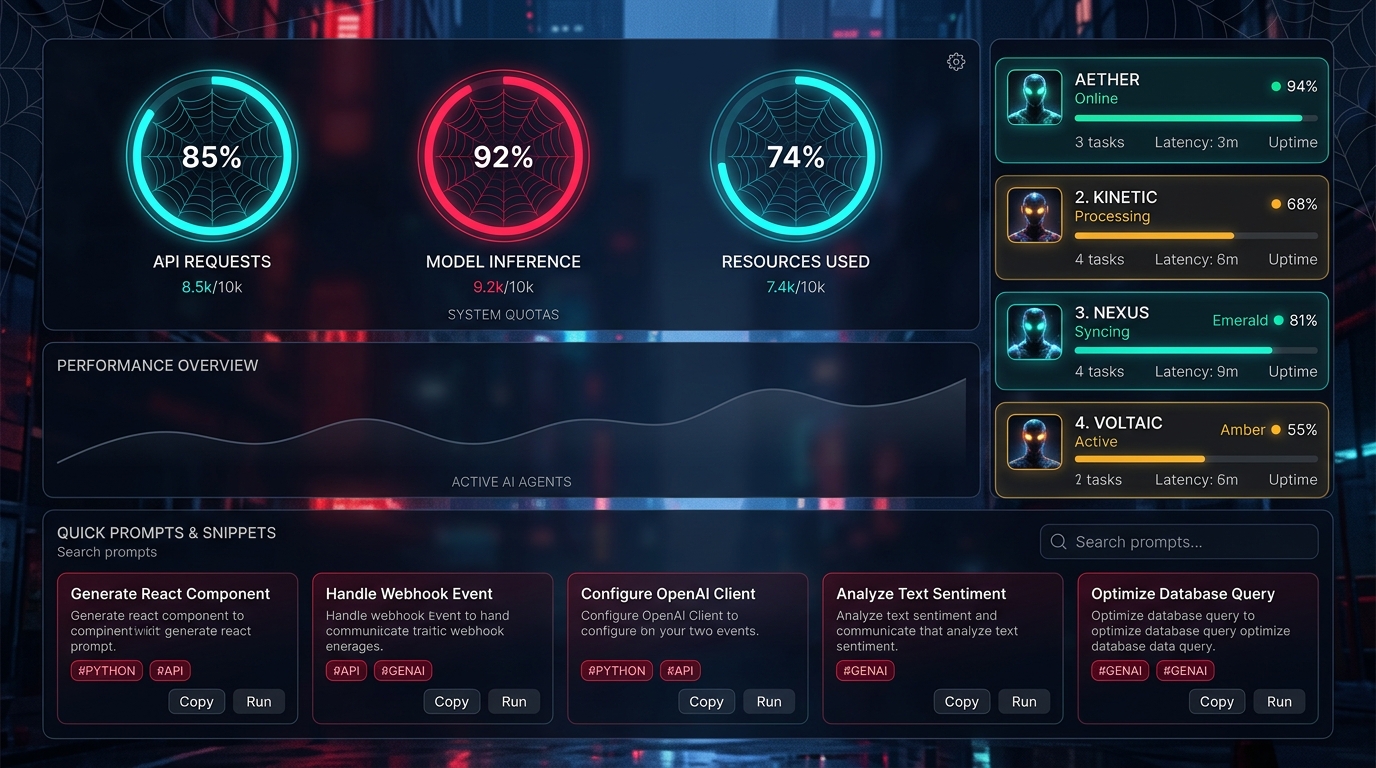 85%
92%
74%
API REQUESTS
8.5k/10k
MODEL INFERENCE
9.2k/10k
RESOURCES USED
7.4k/10k
SYSTEM QUOTAS
AETHER
Online
94%
3 tasks Latency: 3m Uptime
2. KINETIC
Processing
68%
4 tasks Latency: 6m Uptime
3. NEXUS
Syncing
Emerald 81%
4 tasks Latency: 9m Uptime
4. VOLTAIC
Active
Amber 55%
2 tasks Latency: 6m Uptime
PERFORMANCE OVERVIEW
ACTIVE AI AGENTS
QUICK PROMPTS & SNIPPETS
Search prompts
Search prompts...
Generate React Component
Generate react component to
generate react
prompt.
#PYTHON #API
Copy Run
Handle Webhook Event
Handle webhook Event to hand
communicate traitic webhook
enerages.
#API #GENAI
Copy Run
Configure OpenAI Client
Configure OpenAI Client to
configure on your two events.
#PYTHON #API
Copy Run
Analyze Text Sentiment
Analyze text sentiment and
communicate that analyze text
sentiment.
#GENAI
Copy Run
Optimize Database Query
Optimize database query to
optimize database query optimize
database data query.
#GENAI #GENAI
Copy Run